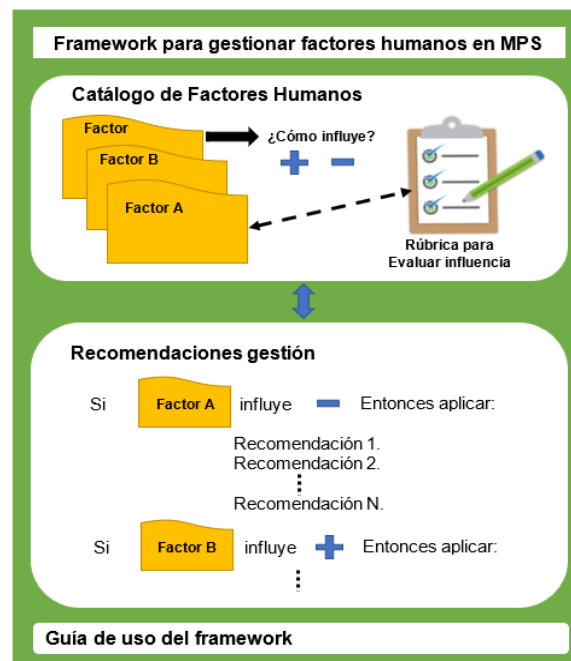 Framework para gestionar factores humanos en MPS
Catálogo de Factores Humanos
Factor
Factor B
Factor A
¿Cómo influye?
Rúbrica para
Evaluar influencia
Recomendaciones gestión
Si Factor A influye Entonces aplicar:
Recomendación 1.
Recomendación 2.
Recomendación N.
Si Factor B influye Entonces aplicar:
Guía de uso del framework